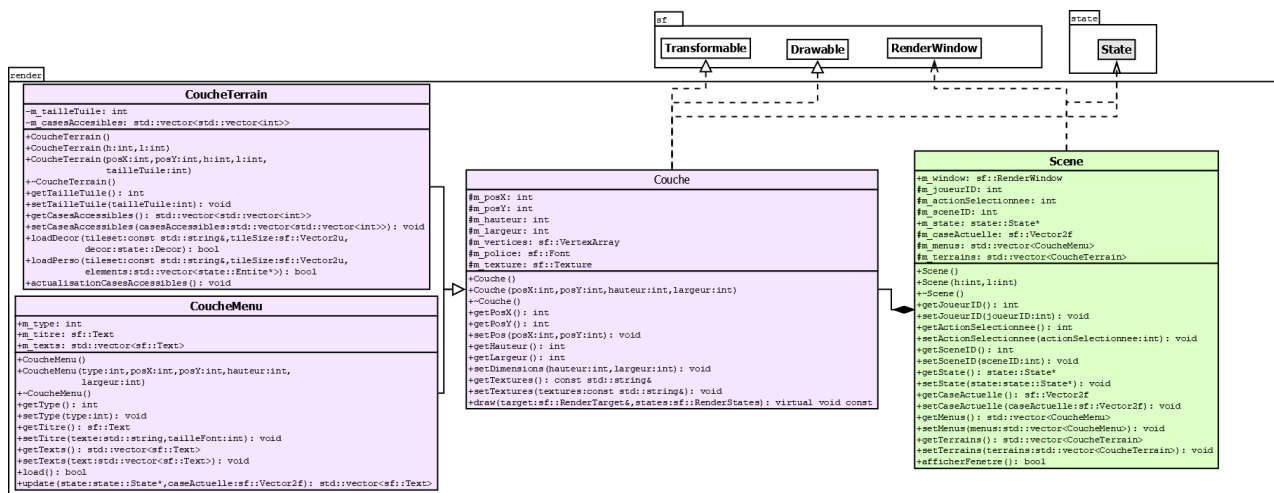 sf
Transformable
Drawable
RenderWindow
state
State
render
CoucheTerrain
-m_tailleTuile: int
-m_casesAccesibles: std::vector<std::vector<int>>
+CoucheTerrain()
+CoucheTerrain(h:int,l:int)
+CoucheTerrain(posX:int,posY:int,h:int,l:int,
tailleTuile:int)
+~CoucheTerrain()
+getTailleTuile(): int
+setTailleTuile(tailleTuile:int): void
+getCasesAccessibles(): std::vector<std::vector<int>>
+setCasesAccessibles(casesAccessibles:std::vector<std::vector<int>>): void
+loadDecor(tileset:const std::string&,tileSize:sf::Vector2u,
decor:state::Decor): bool
+loadPerso(tileset:const std::string&,tileSize:sf::Vector2u,
elements:std::vector<state::Entite*>): bool
+actualisationCasesAccessibles(): void
CoucheMenu
+m_type: int
+m_titre: sf::Text
+m_texts: std::vector<sf::Text>
+CoucheMenu()
+CoucheMenu(type:int,posX:int,posY:int,hauteur:int,
largeur:int)
+~CoucheMenu()
+getType(): int
+setType(type:int): void
+getTitre(): sf::Text
+setTitre(texte:std::string,tailleFont:int): void
+getTexts(): std::vector<sf::Text>
+setTexts(text:std::vector<sf::Text>): void
+load(): bool
+update(state:state::State*,caseActuelle:sf::Vector2f): std::vector<sf::Text>
Couche
#m_posX: int
#m_posY: int
#m_hauteur: int
#m_largeur: int
#m_vertices: sf::VertexArray
#m_police: sf::Font
#m_texture: sf::Texture
+Couche()
+Couche(posX:int,posY:int,hauteur:int,largeur:int)
+~Couche()
+getPosX(): int
+getPosY(): int
+setPos(posX:int,posY:int): void
+getHauteur(): int
+getLargeur(): int
+setDimensions(hauteur:int,largeur:int): void
+getTextures(): const std::string&
+setTextures(textures:const std::string&): void
+draw(target:sf::RenderTarget&,states:sf::RenderStates): virtual void const
Scene
+m_window: sf::RenderWindow
#m_joueurID: int
#m_actionSelectionnee: int
#m_sceneID: int
+m_state: state::State*
#m_caseActuelle: sf::Vector2f
#m_menus: std::vector<CoucheMenu>
#m_terrains: std::vector<CoucheTerrain>
+Scene()
+Scene(h:int,l:int)
+~Scene()
+getJoueurID(): int
+setJoueurID(joueurID:int): void
+getActionSelectionnee(): int
+setActionSelectionnee(actionSelectionnee:int): void
+getSceneID(): int
+setSceneID(sceneID:int): void
+getState(): state::State*
+setState(state:state::State*): void
+getCaseActuelle(): sf::Vector2f
+setCaseActuelle(caseActuelle:sf::Vector2f): void
+getMenus(): std::vector<CoucheMenu>
+setMenus(menus:std::vector<CoucheMenu>): void
+getTerrains(): std::vector<CoucheTerrain>
+setTerrains(terrains:std::vector<CoucheTerrain>): void
+afficherFenetre(): bool